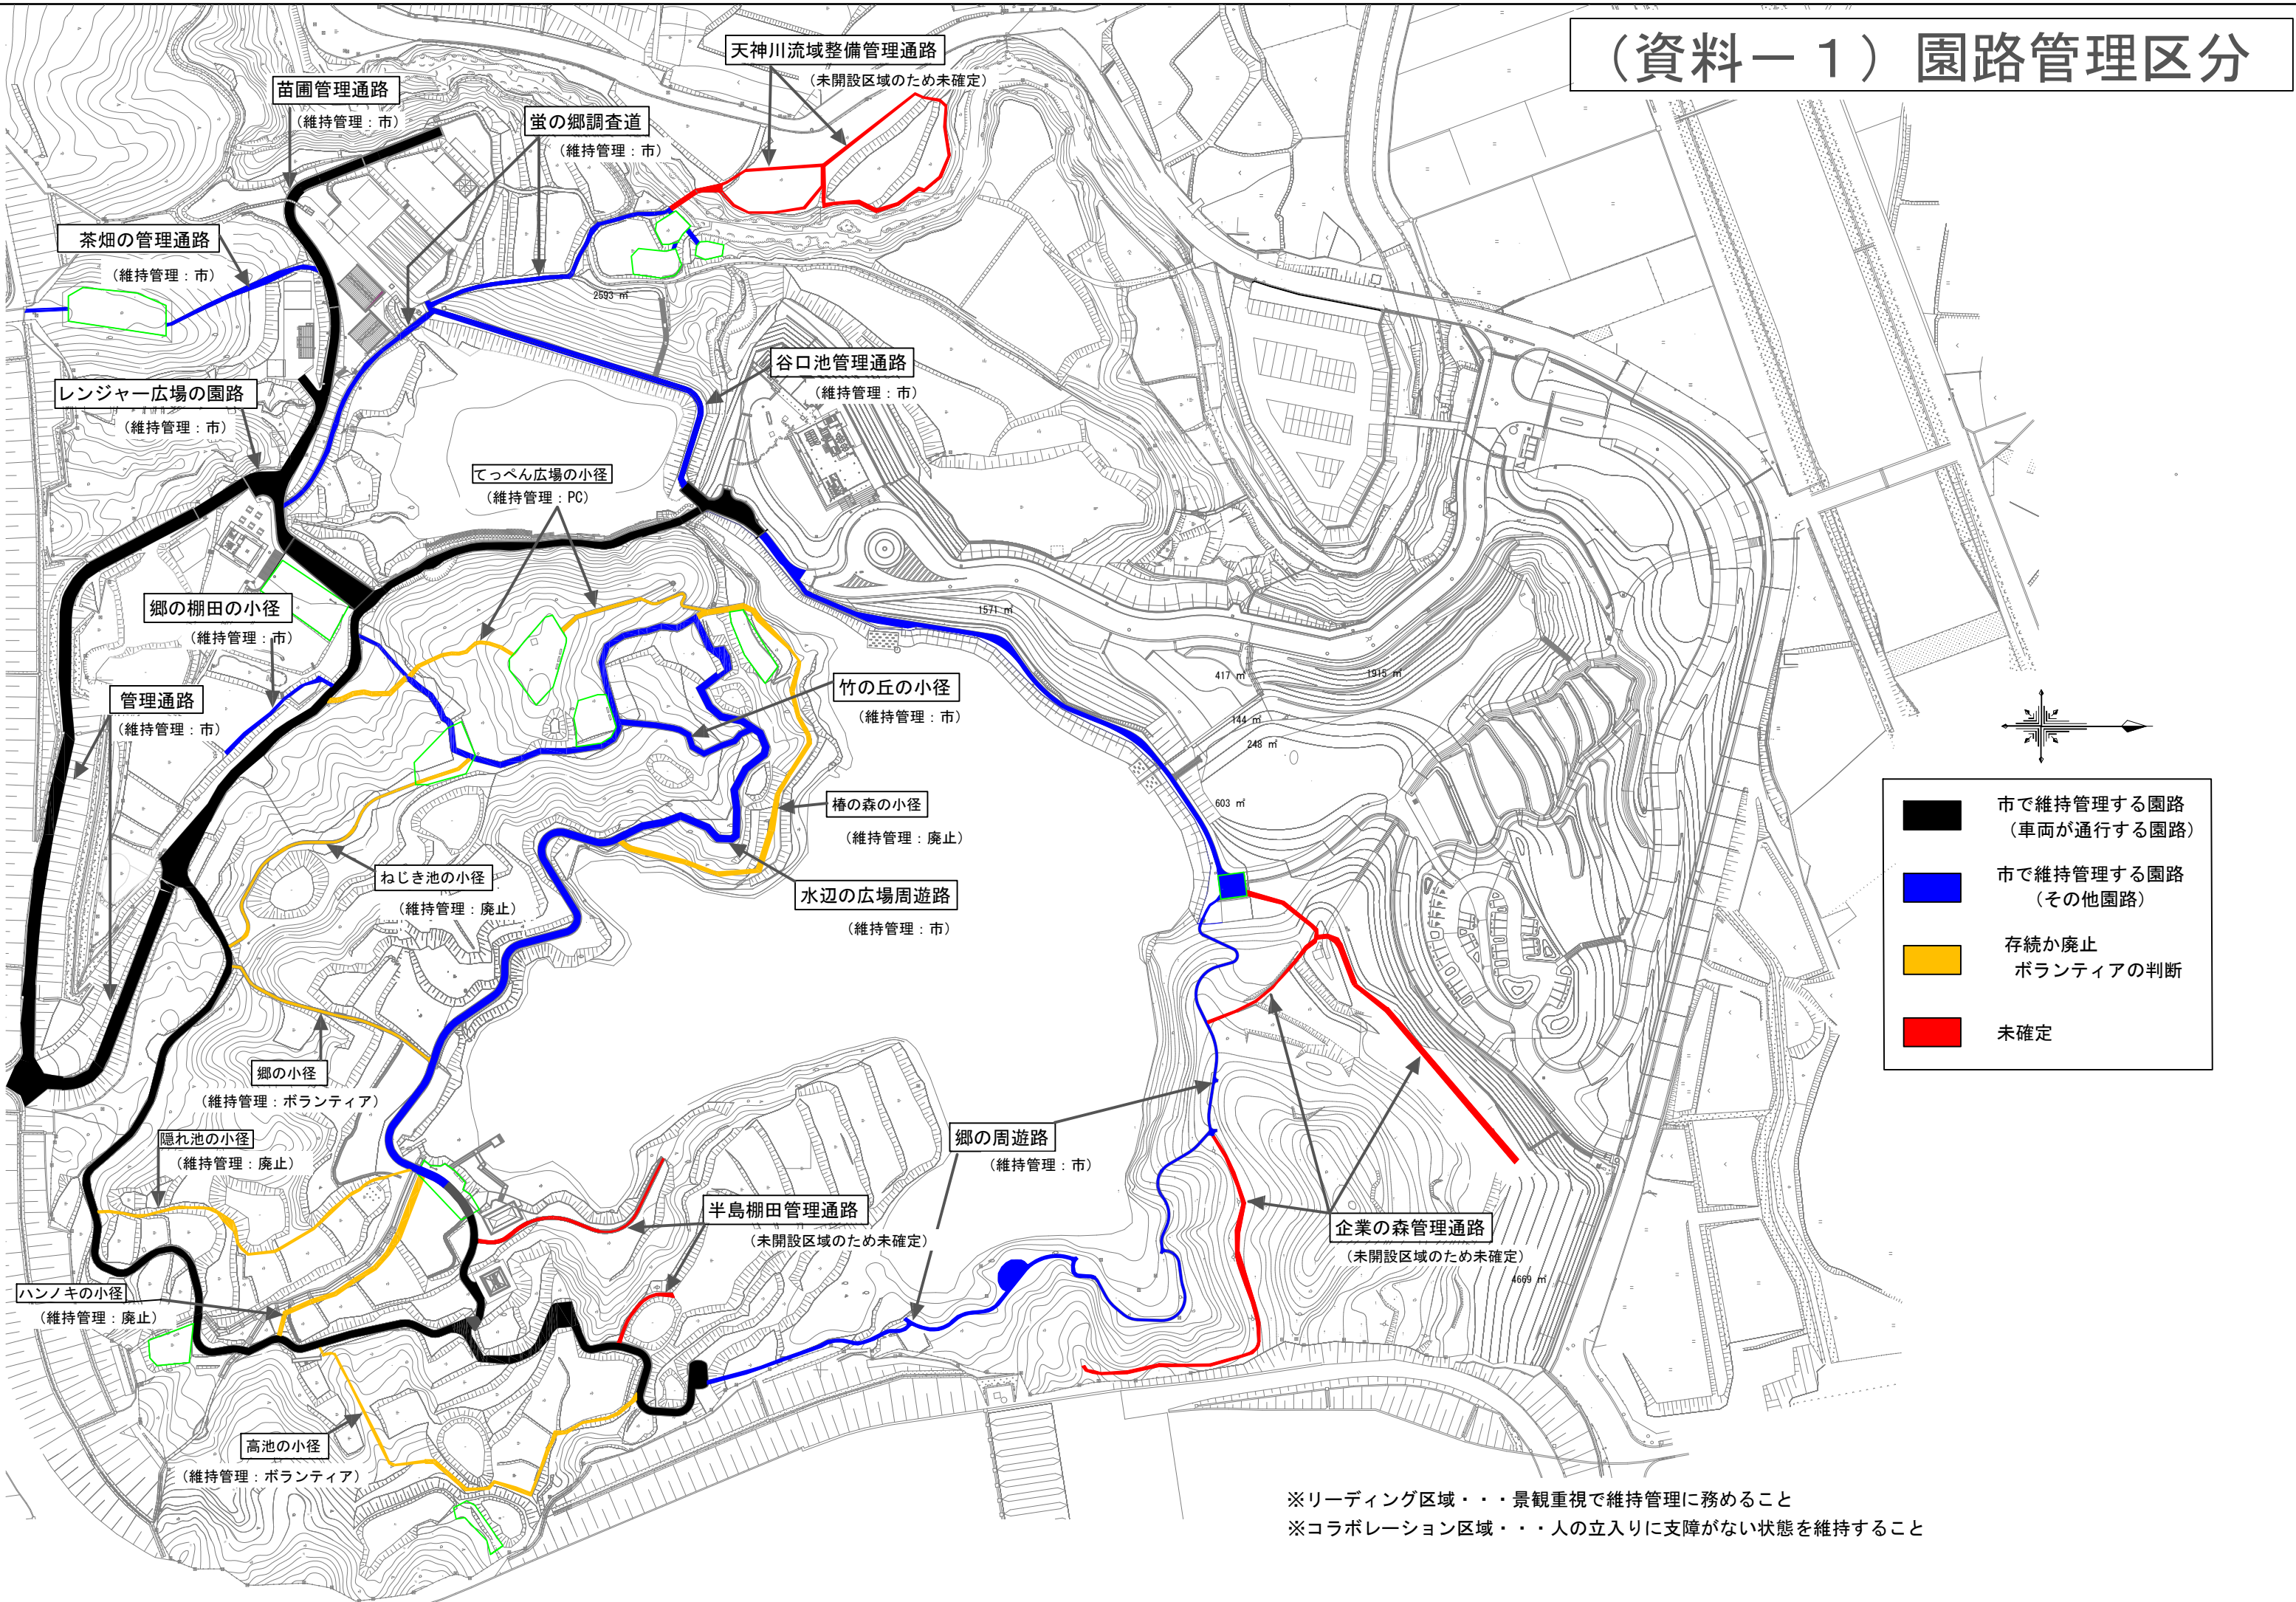 （資料－１）園路管理区分
天神川流域整備管理通路
（未開設区域のため未確定）
苗圃管理通路
（維持管理：市）
蛍の郷調査道
（維持管理：市）
茶畑の管理通路
（維持管理：市）
2593 ㎡
谷口池管理通路
（維持管理：市）
レンジャー広場の園路
（維持管理：市）
てっぺん広場の小径
（維持管理：PC）
郷の棚田の小径
（維持管理：市）
1571 ㎡
417 ㎡
1915 ㎡
144 ㎡
248 ㎡
603 ㎡
管理通路
（維持管理：市）
竹の丘の小径
（維持管理：市）
椿の森の小径
（維持管理：廃止）
ねじき池の小径
（維持管理：廃止）
水辺の広場周遊路
（維持管理：市）
市で維持管理する園路
（車両が通行する園路）
市で維持管理する園路
（その他園路）
存続か廃止
ボランティアの判断
未確定
郷の小径
（維持管理：ボランティア）
隠れ池の小径
（維持管理：廃止）
郷の周遊路
（維持管理：市）
半島棚田管理通路
（未開設区域のため未確定）
企業の森管理通路
（未開設区域のため未確定）
4669 ㎡
ハンノキの小径
（維持管理：廃止）
高池の小径
（維持管理：ボランティア）
※リーディング区域・・・景観重視で維持管理に務めること
※コラボレーション区域・・・人の立入りに支障がない状態を維持すること